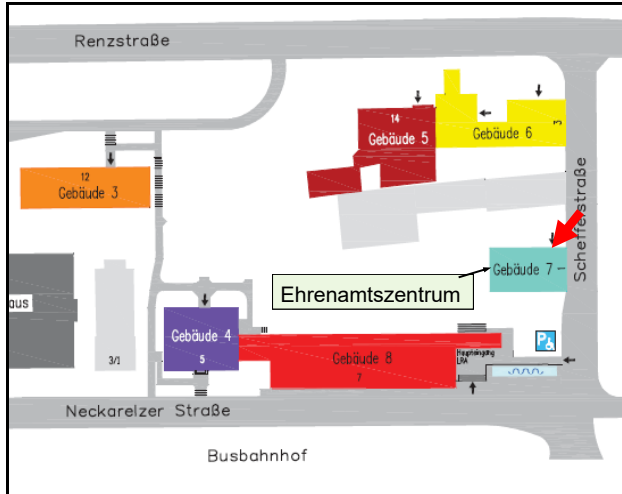 Renzstraße
14
Gebäude 5
Gebäude 6
3
12
Gebäude 3
Scheffelstraße
Gebäude 7
Ehrenamtszentrum
aus
Gebäude 4
5
3/1
Gebäude 8
7
Haupteingang
LRA
P
Neckarelzer Straße
Busbahnhof